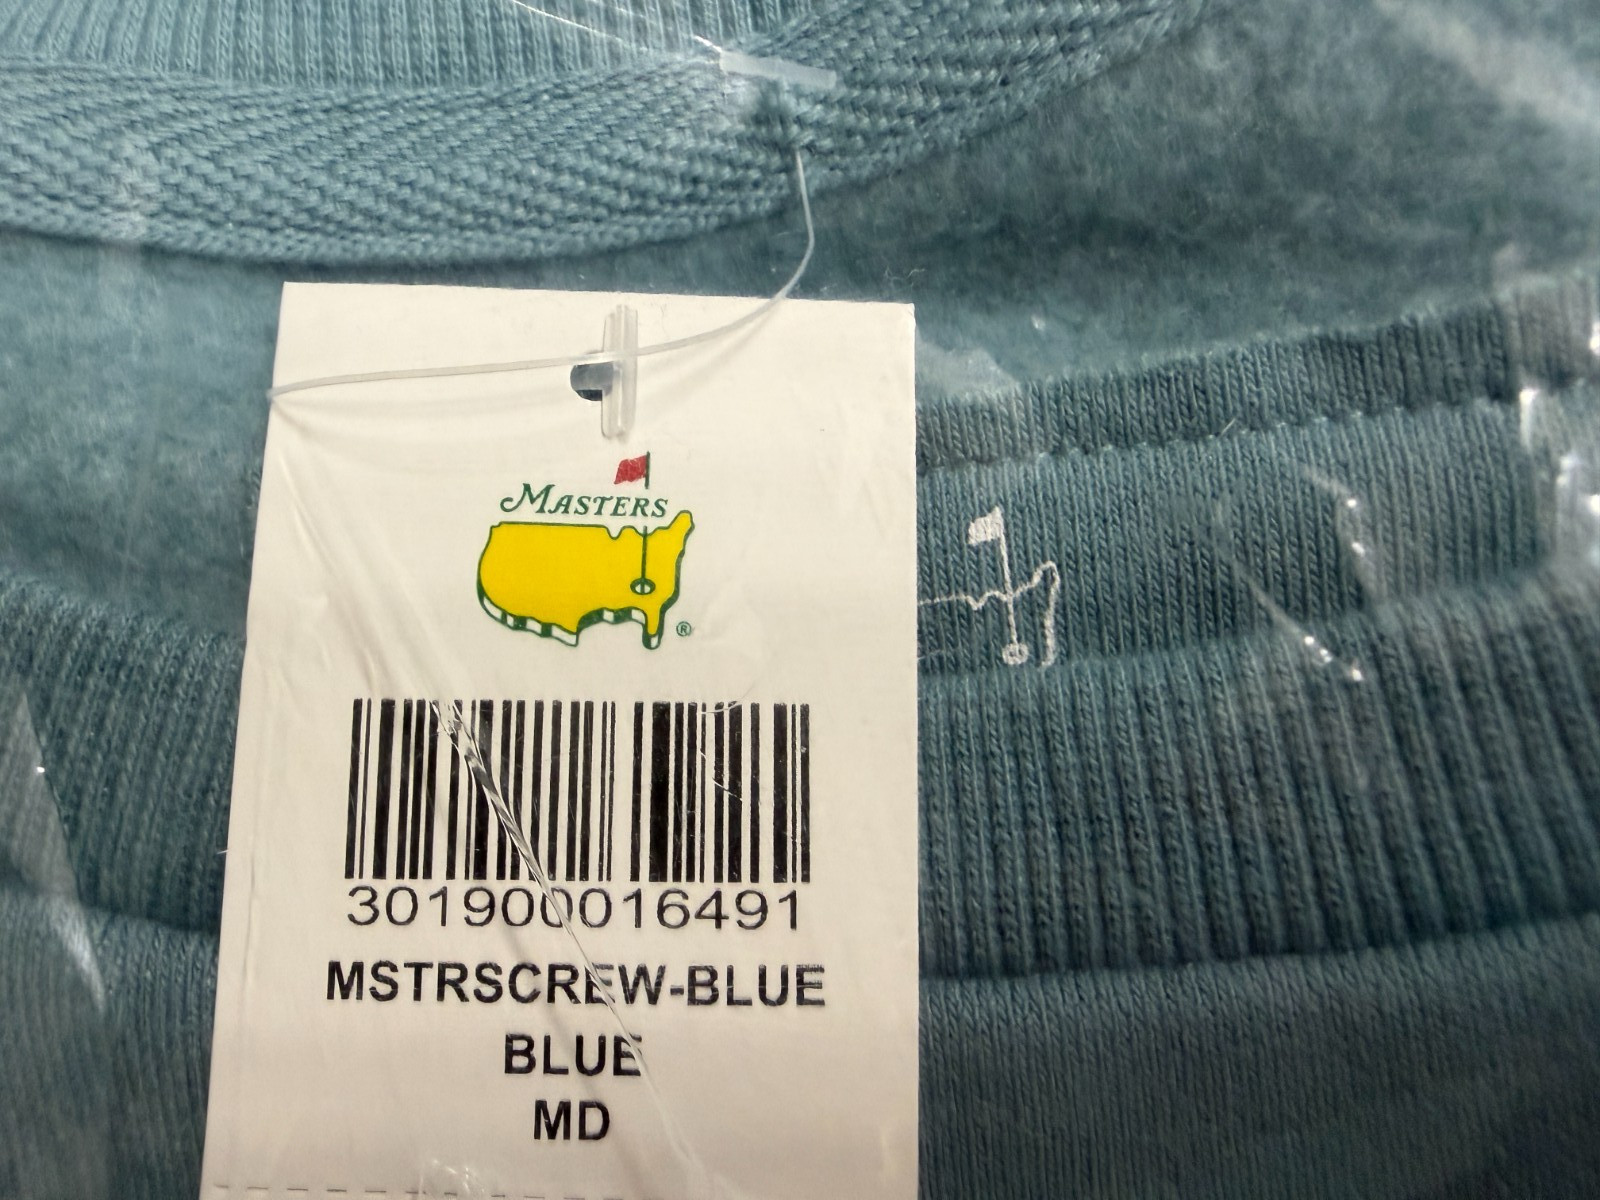 MASTERS
®
301900016491
MSTRSCREW-BLUE
BLUE
MD